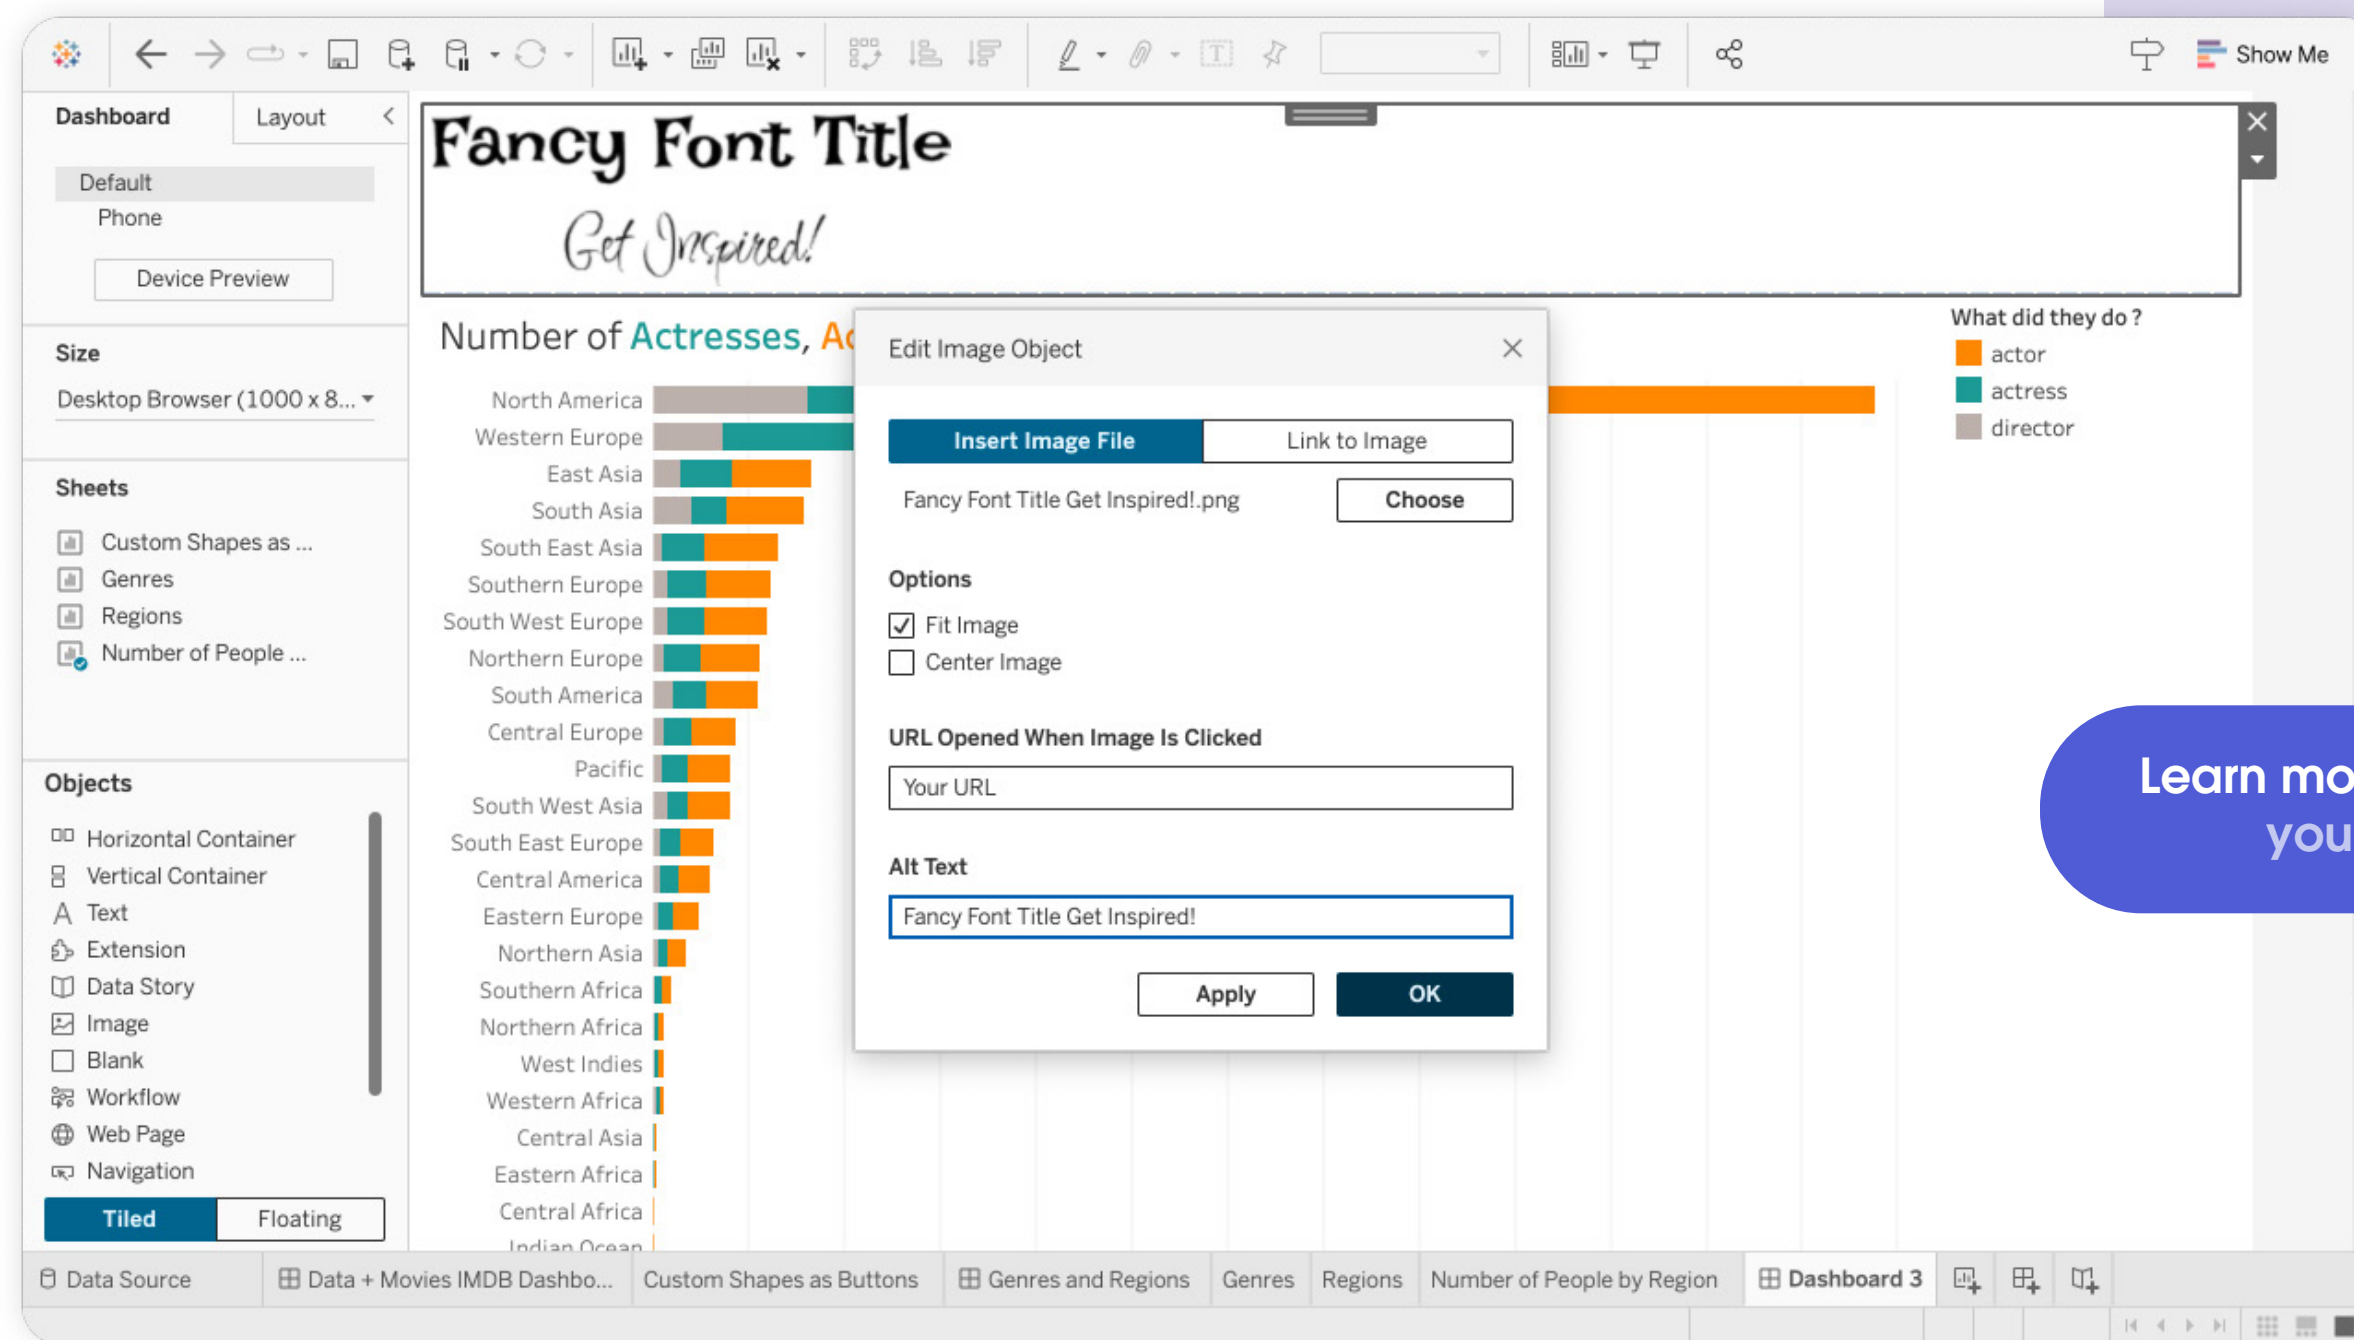 Show Me
Dashboard
Layout
Default
Phone
Device Preview
Size
Desktop Browser (1000 x 8...
Sheets
Custom Shapes as ...
Genres
Regions
Number of People ...
Objects
Horizontal Container
Vertical Container
Text
Extension
Data Story
Image
Blank
Workflow
Web Page
Navigation
Tiled
Floating
Fancy Font Title
Get Inspired!
Number of Actresses,
North America
Western Europe
East Asia
South Asia
South East Asia
Southern Europe
South West Europe
Northern Europe
South America
Central Europe
Pacific
South West Asia
South East Europe
Central America
Eastern Europe
Northern Asia
Southern Africa
Northern Africa
West Indies
Western Africa
Central Asia
Eastern Africa
Central Africa
Indian Ocean
Edit Image Object
Insert Image File
Link to Image
Fancy Font Title Get Inspired!.png
Choose
Options
Fit Image
Center Image
URL Opened When Image Is Clicked
Your URL
Alt Text
Fancy Font Title Get Inspired!
Apply
OK
What did they do ?
actor
actress
director
Learn mo
you
Data Source
Data + Movies IMDB Dashbo...
Custom Shapes as Buttons
Genres and Regions
Genres
Regions
Number of People by Region
Dashboard 3